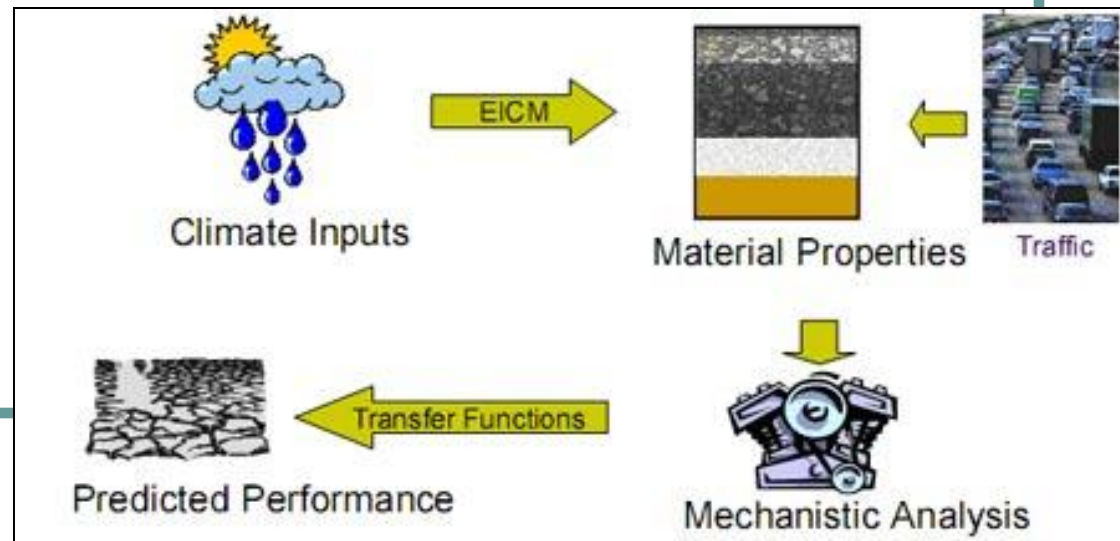 EICM
Climate Inputs
Material Properties
Traffic
Transfer Functions
Predicted Performance
Mechanistic Analysis